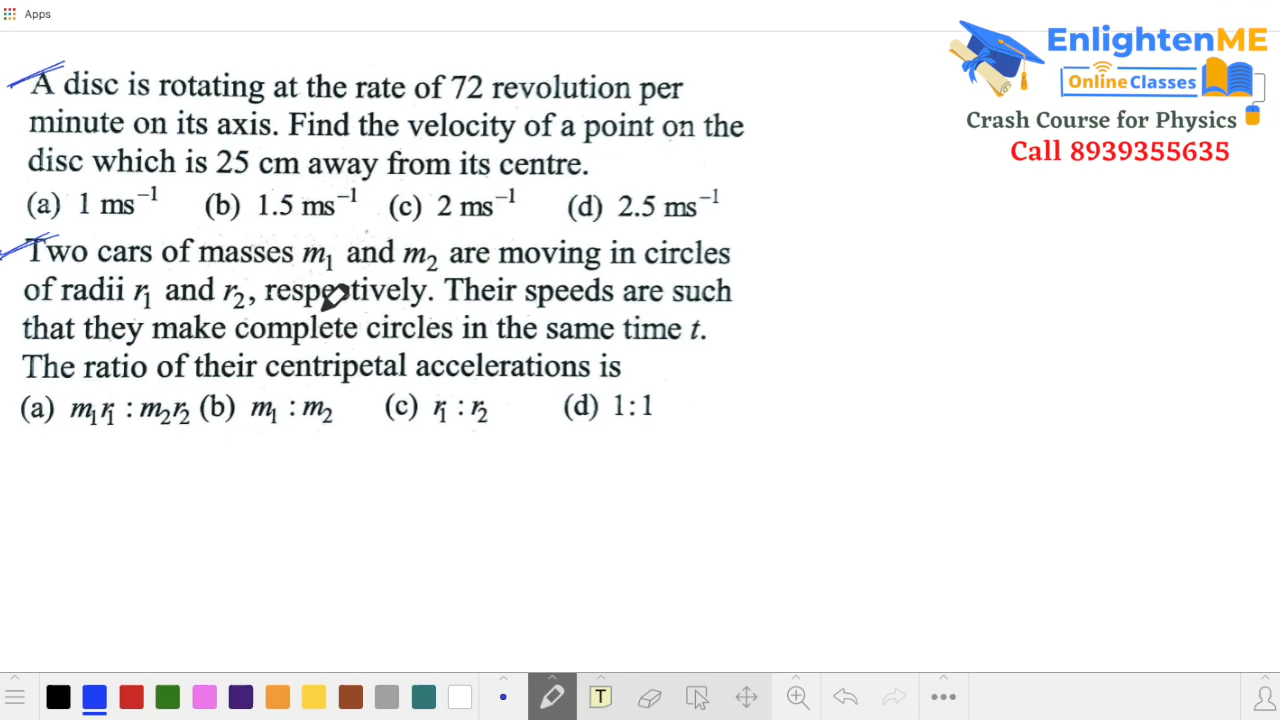 Apps
EnlightenME
Online Classes
Crash Course for Physics
Call 8939355635
A disc is rotating at the rate of 72 revolution per
minute on its axis. Find the velocity of a point on the
disc which is 25 cm away from its centre.
(a) 1 ms⁻¹ (b) 1.5 ms⁻¹ (c) 2 ms⁻¹ (d) 2.5 ms⁻¹
Two cars of masses m₁ and m₂ are moving in circles
of radii r₁ and r₂, respectively. Their speeds are such
that they make complete circles in the same time t.
The ratio of their centripetal accelerations is
(a) m₁r₁ : m₂r₂ (b) m₁ : m₂ (c) r₁ : r₂ (d) 1:1
T